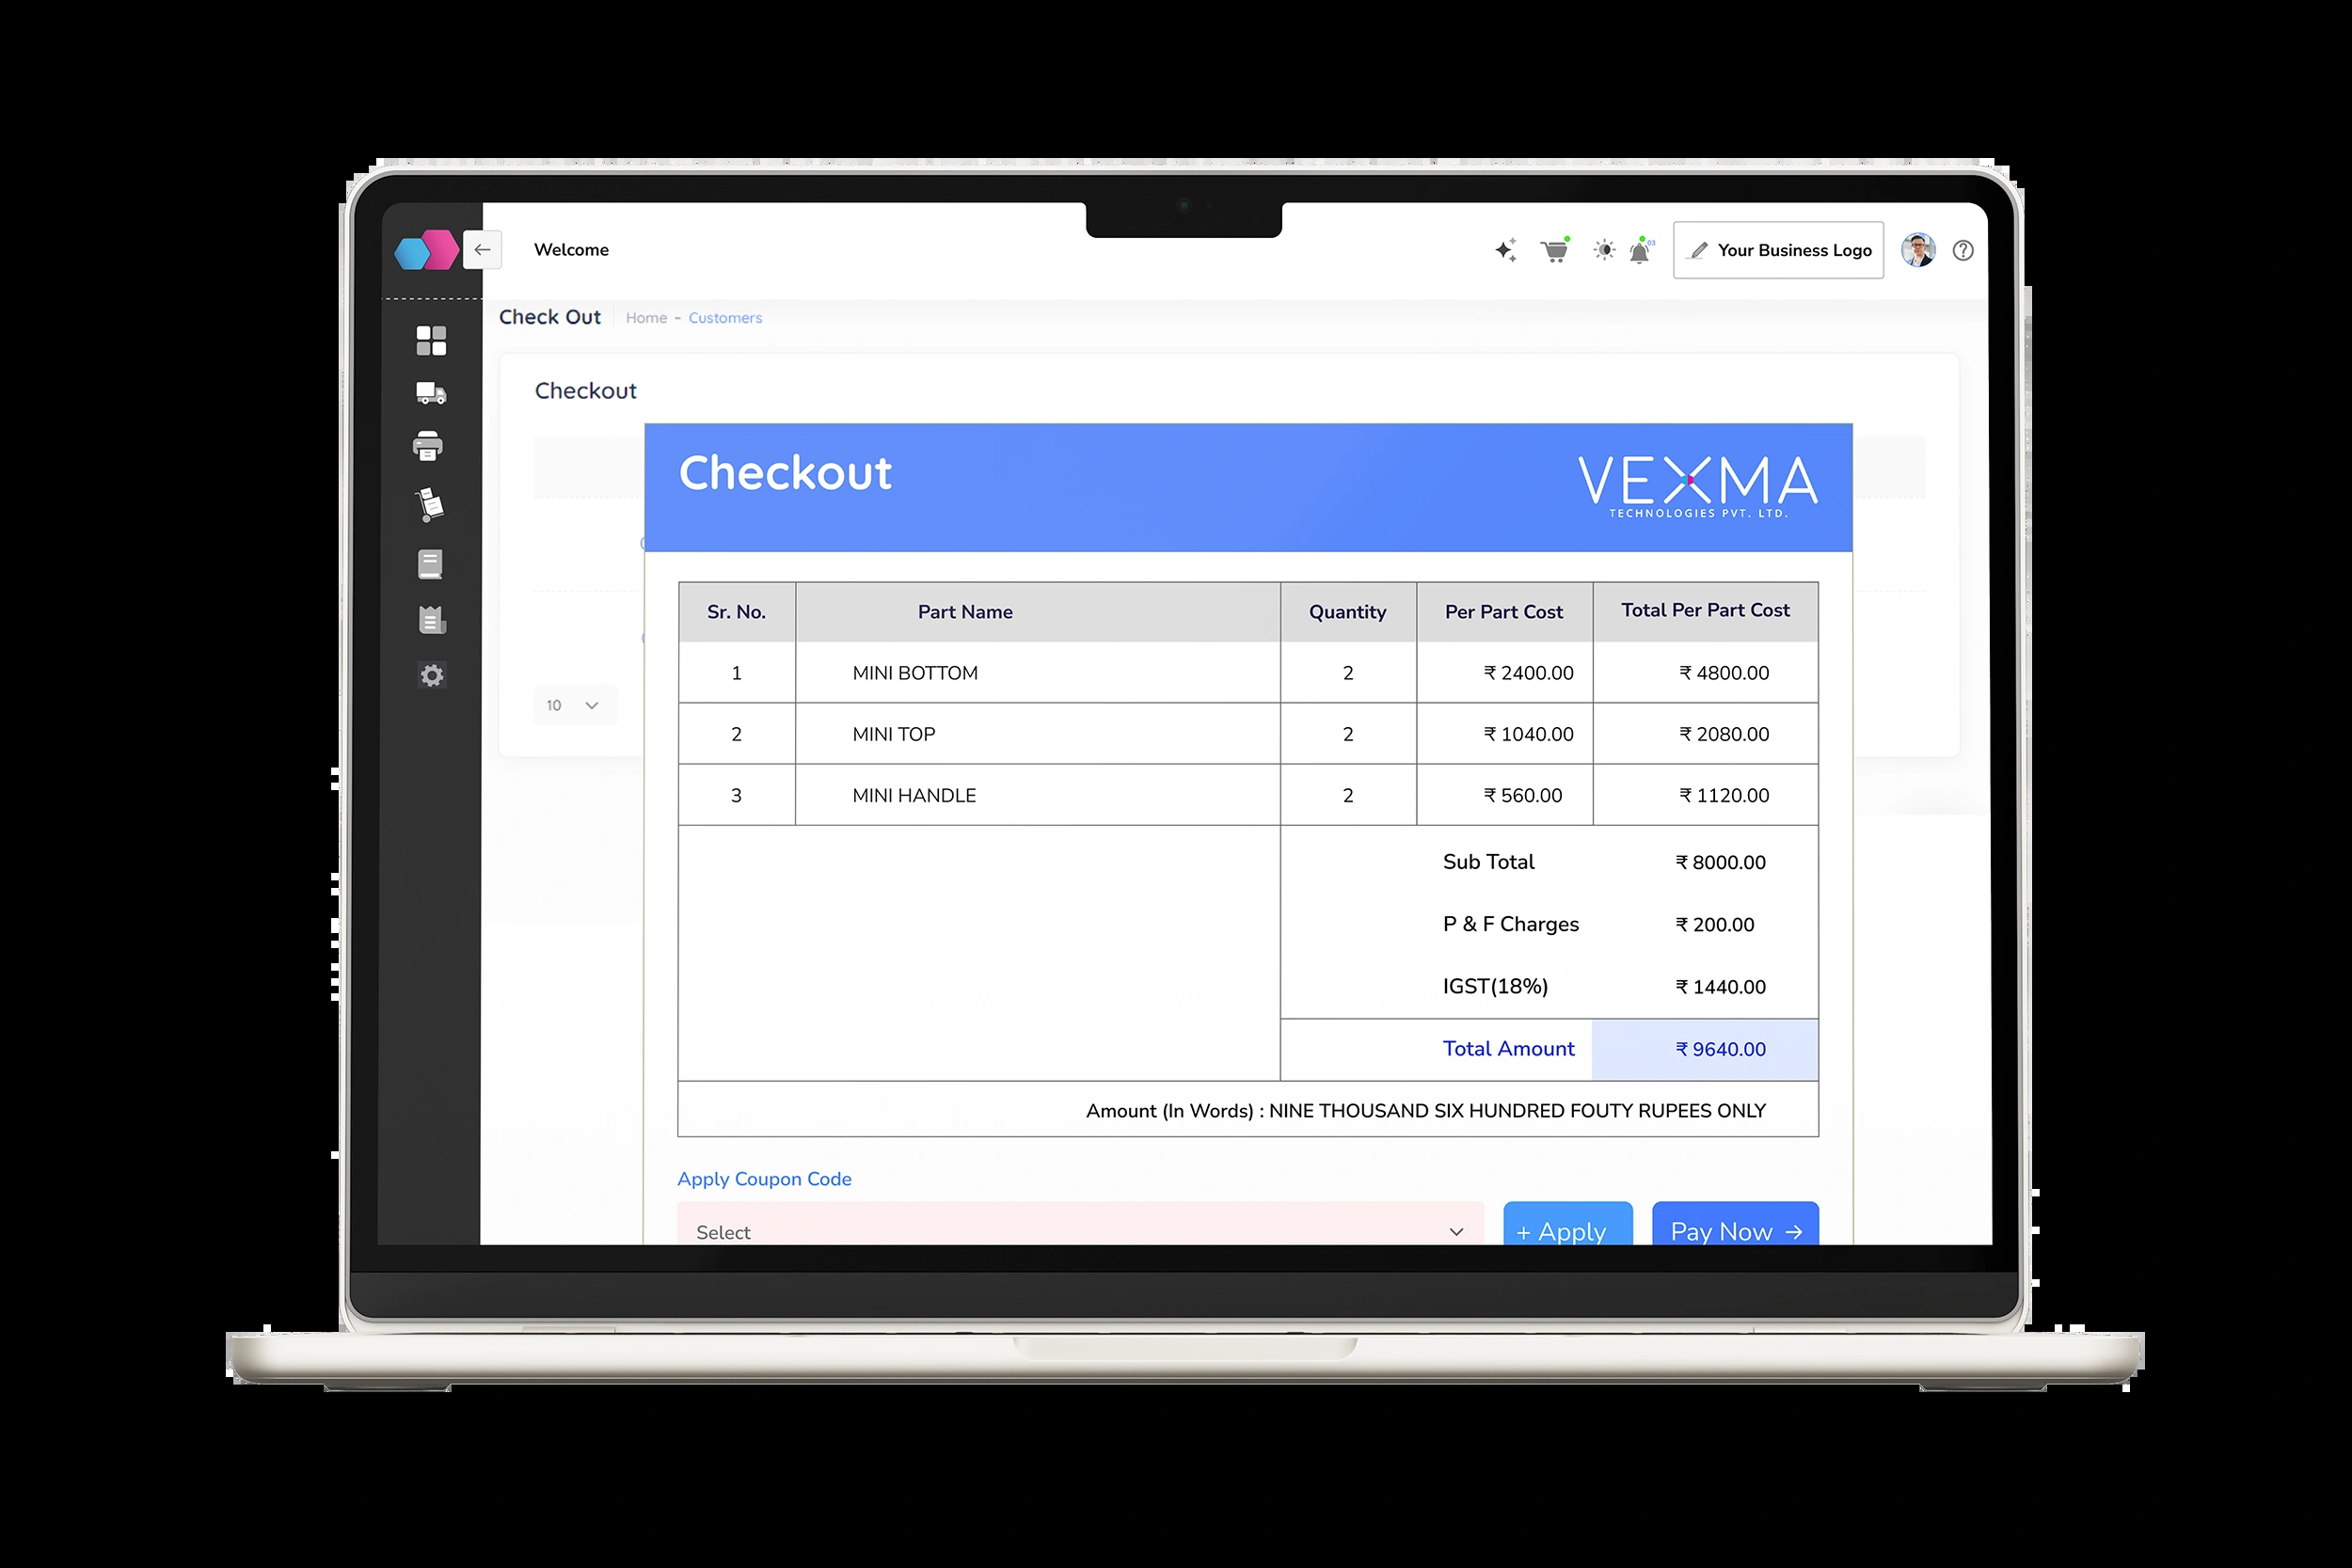 Welcome
03
Your Business Logo
Check Out Home - Customers
Checkout
Checkout
VEXMA
TECHNOLOGIES PVT. LTD.
Sr. No. Part Name Quantity Per Part Cost Total Per Part Cost
1 MINI BOTTOM 2 ₹ 2400.00 ₹ 4800.00
2 MINI TOP 2 ₹ 1040.00 ₹ 2080.00
3 MINI HANDLE 2 ₹ 560.00 ₹ 1120.00
10
Sub Total ₹ 8000.00
P & F Charges ₹ 200.00
IGST(18%) ₹ 1440.00
Total Amount ₹ 9640.00
Amount (In Words) : NINE THOUSAND SIX HUNDRED FOUTY RUPEES ONLY
Apply Coupon Code
Select + Apply Pay Now →